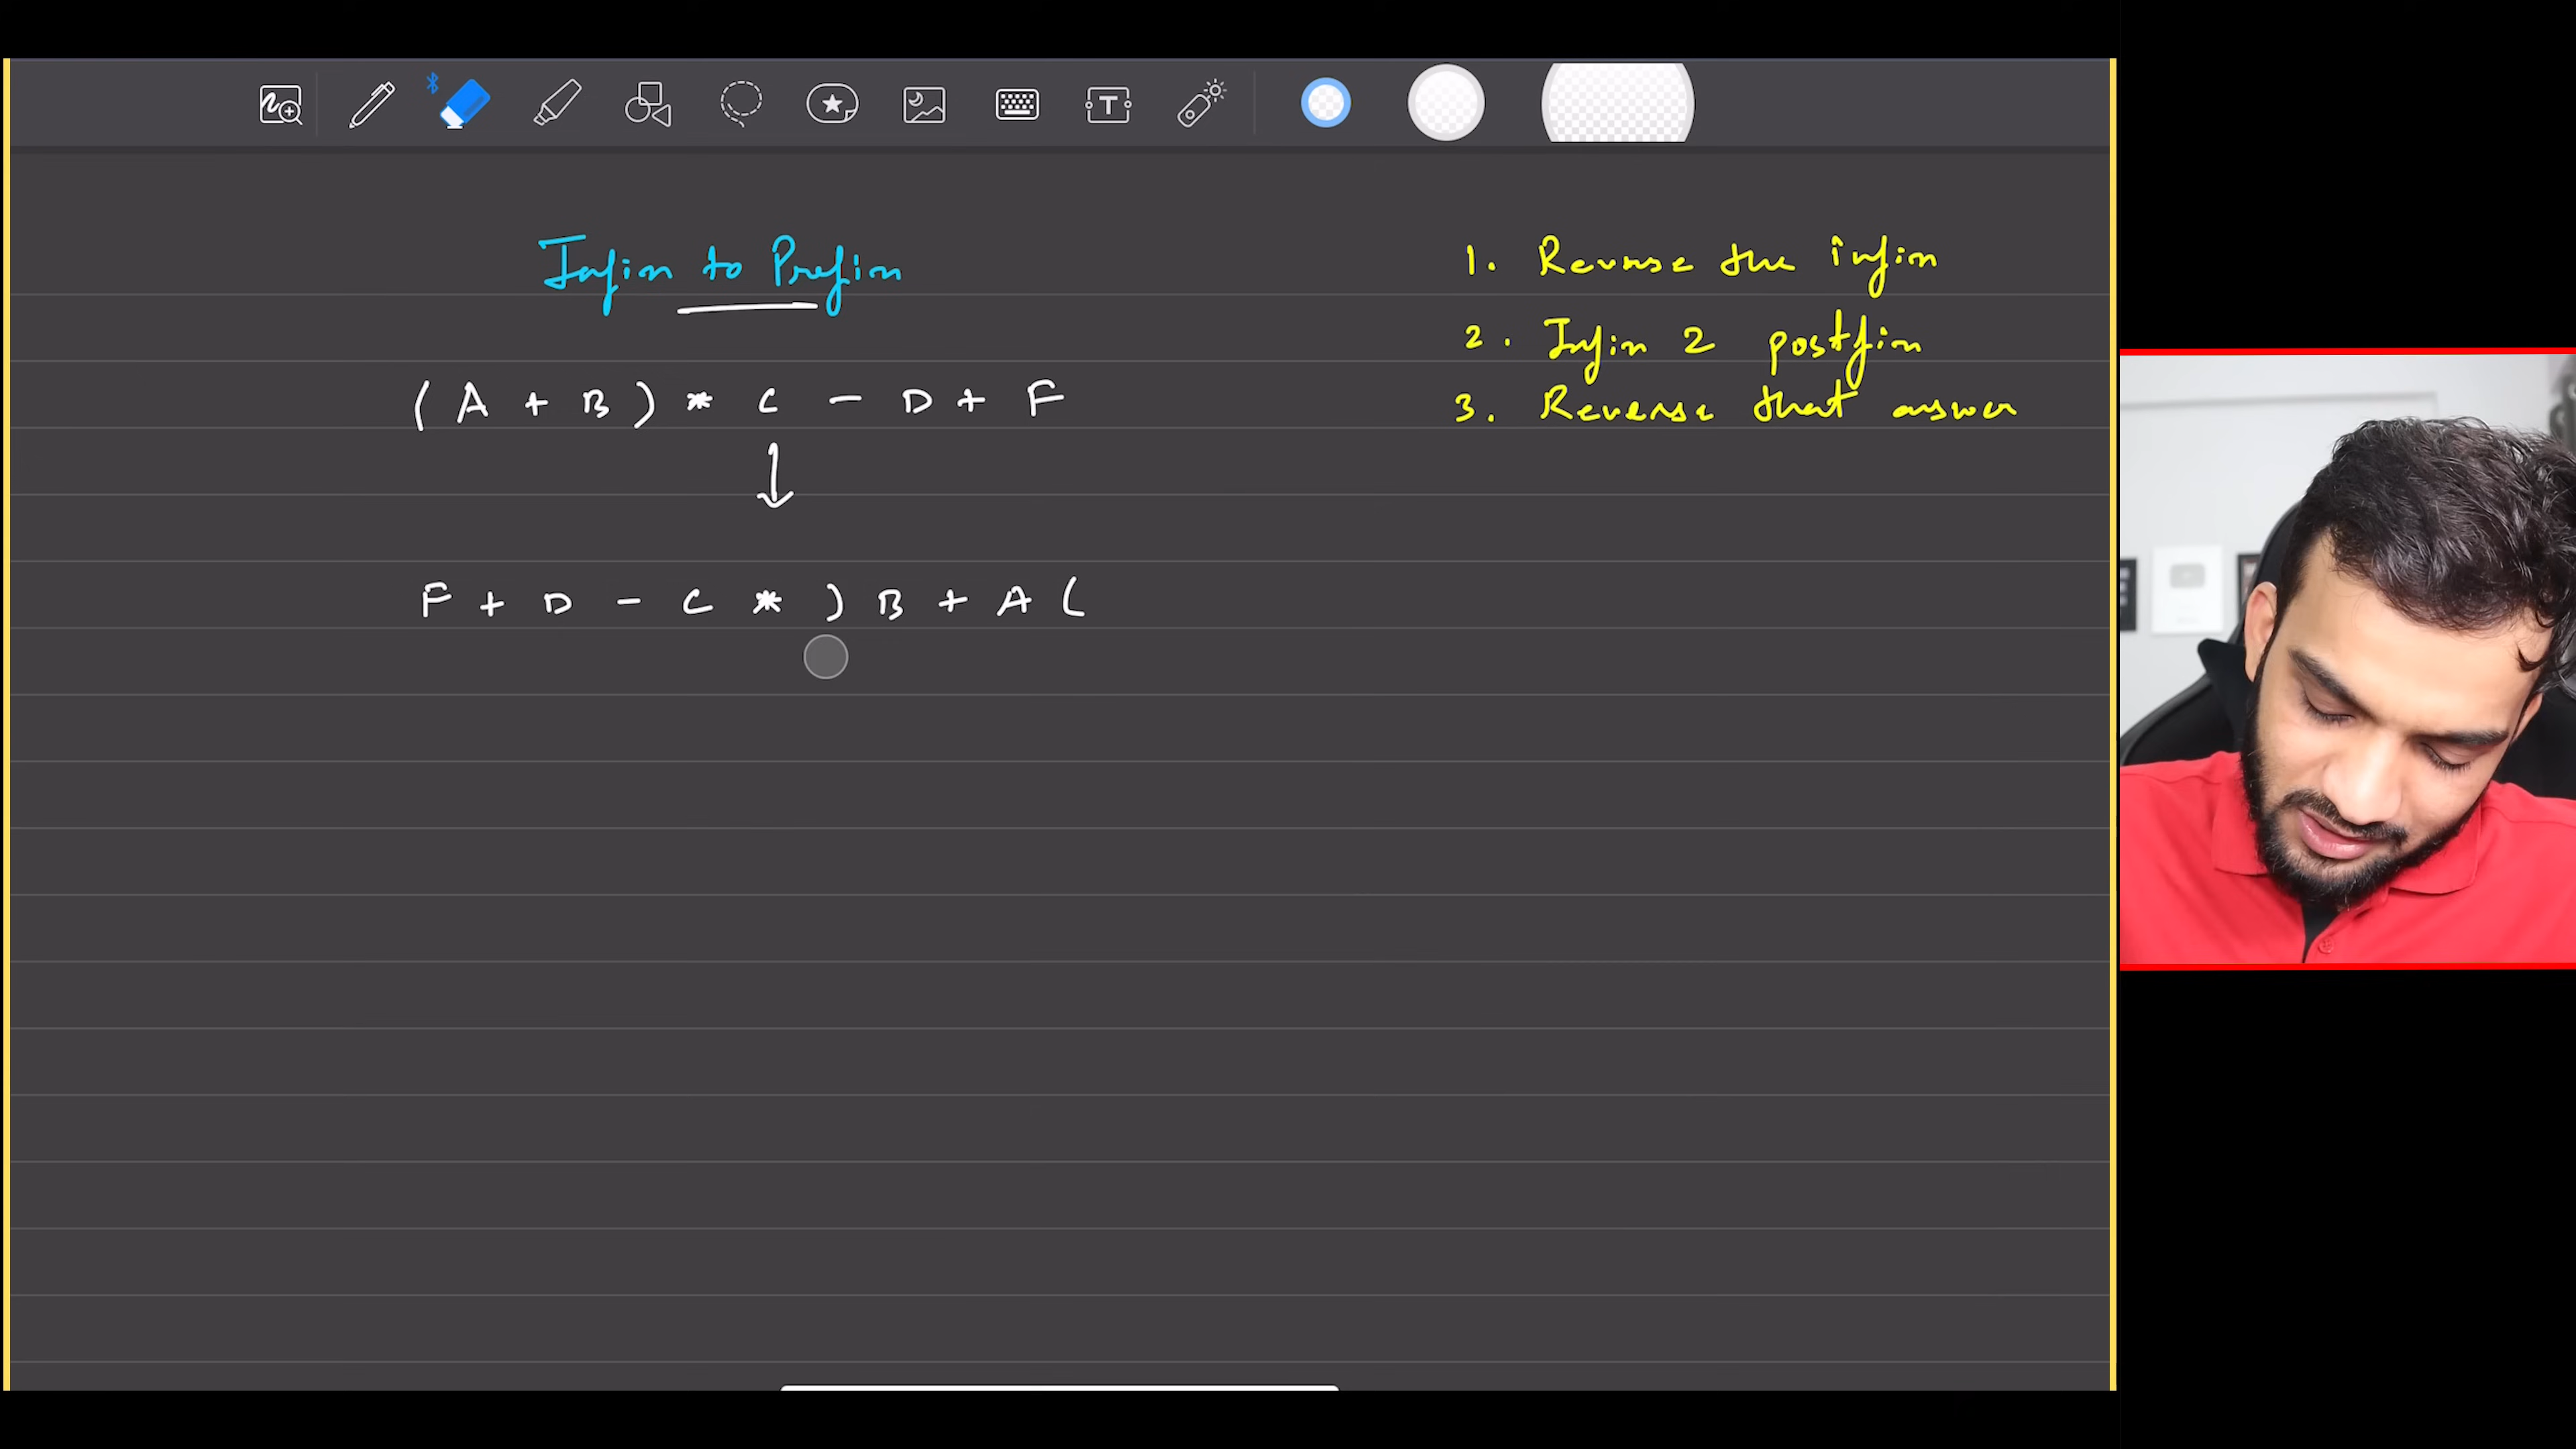 Infix to Prefix
(A + B) * C - D + F
↓
F + D - C * ) B + A (
1. Reverse the infix
2. Infix 2 postfix
3. Reverse that answer